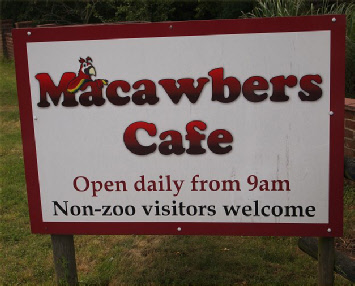 Macawbers
Cafe
Open daily from 9am
Non-zoo visitors welcome